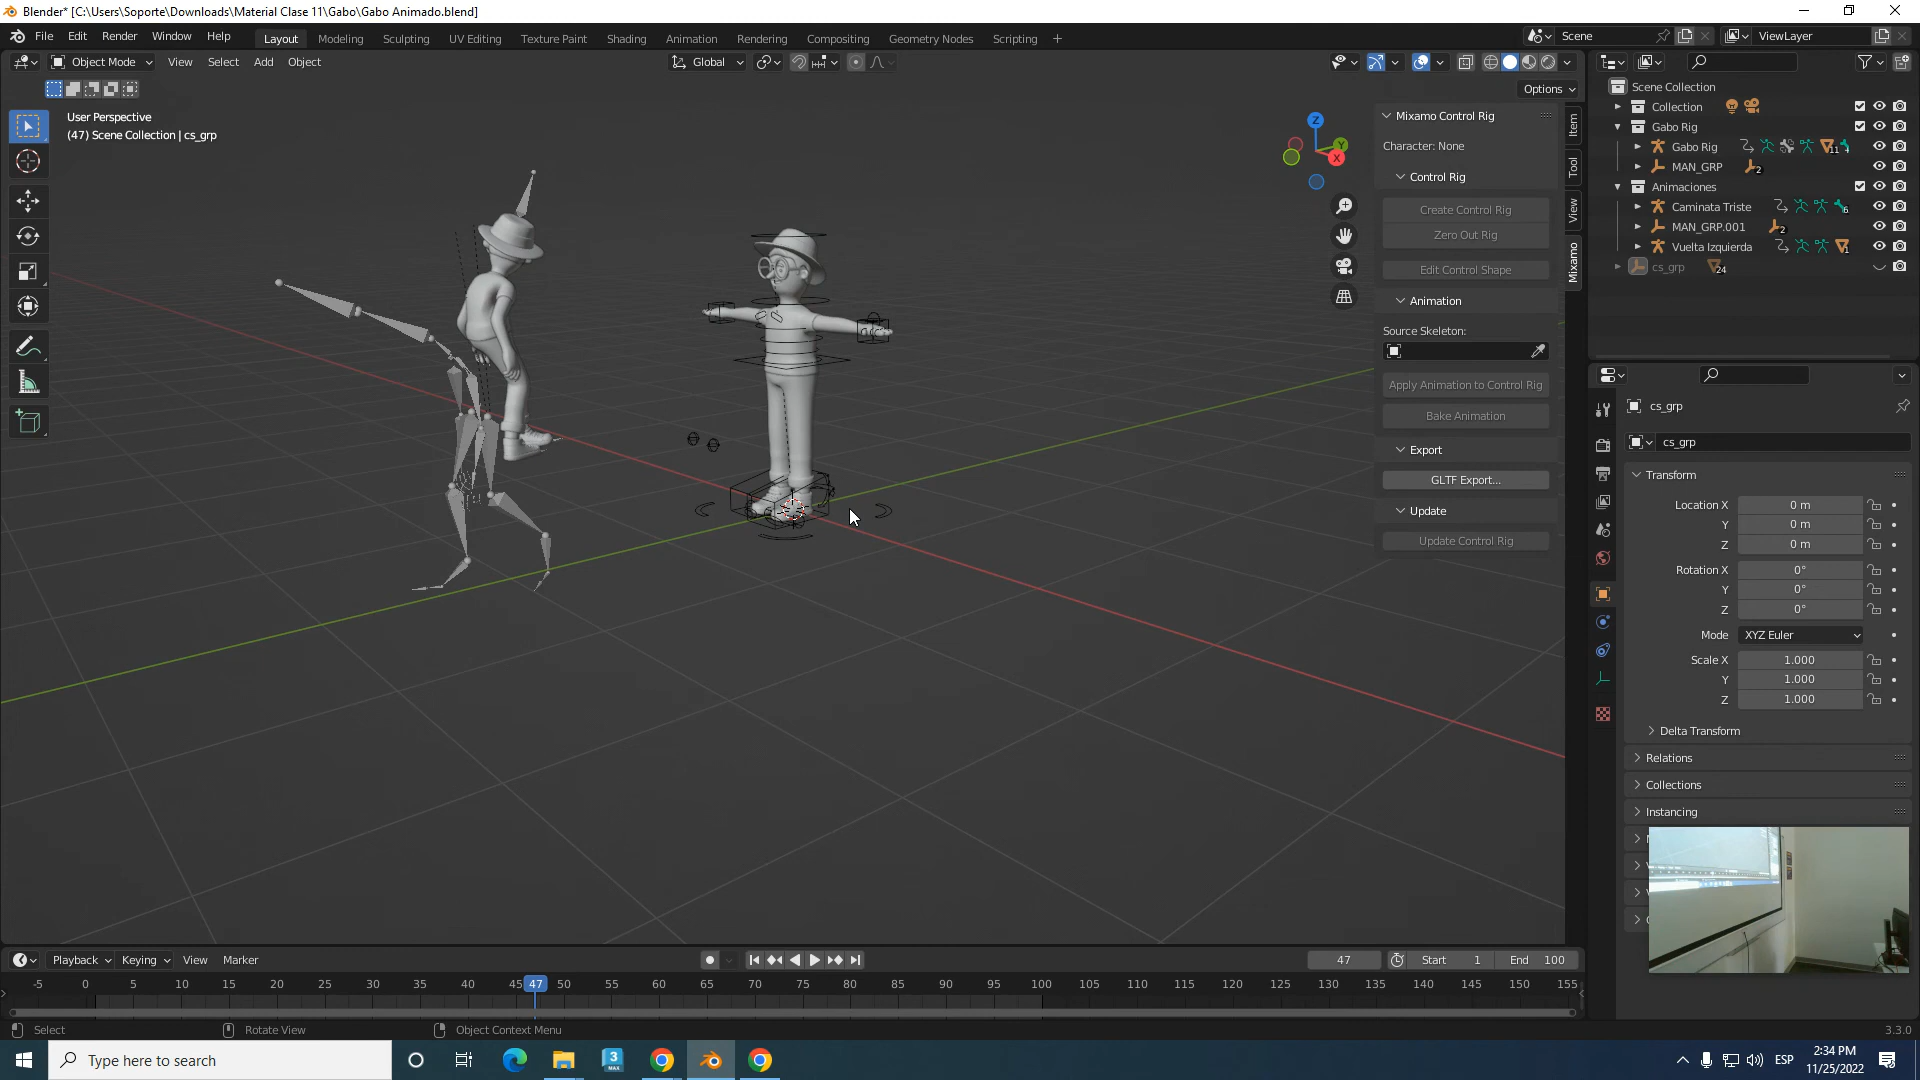 Blender* [C:\Users\Soporte\Downloads\Material Clase 11\Gabo\Gabo Animado.blend]
File Edit Render Window Help Layout Modeling Sculpting UV Editing Texture Paint Shading Animation Rendering Compositing Geometry Nodes Scripting + Scene ViewLayer
Object Mode View Select Add Object Global
Options
User Perspective
(47) Scene Collection | cs_grp
Z
Y
X
Mixamo Control Rig
Character: None
Control Rig
Create Control Rig
Zero Out Rig
Edit Control Shape
Animation
Source Skeleton:
Apply Animation to Control Rig
Bake Animation
Export
GLTF Export...
Update
Update Control Rig
Item
Tool
View
Mixamo
Scene Collection
Collection
Gabo Rig
Gabo Rig 11
MAN_GRP 2
Animaciones
Caminata Triste 6
MAN_GRP.001 2
Vuelta Izquierda 1
cs_grp 24
cs_grp
cs_grp
Transform
Location X 0 m
Y 0 m
Z 0 m
Rotation X 0°
Y 0°
Z 0°
Mode XYZ Euler
Scale X 1.000
Y 1.000
Z 1.000
Delta Transform
Relations
Collections
Instancing
Playback Keying View Marker 47 Start 1 End 100
-5 0 5 10 15 20 25 30 35 40 45 47 50 55 60 65 70 75 80 85 90 95 100 105 110 115 120 125 130 135 140 145 150 155
Select Rotate View Object Context Menu 3.3.0
Type here to search
3
MAX
ESP
2:34 PM
11/25/2022